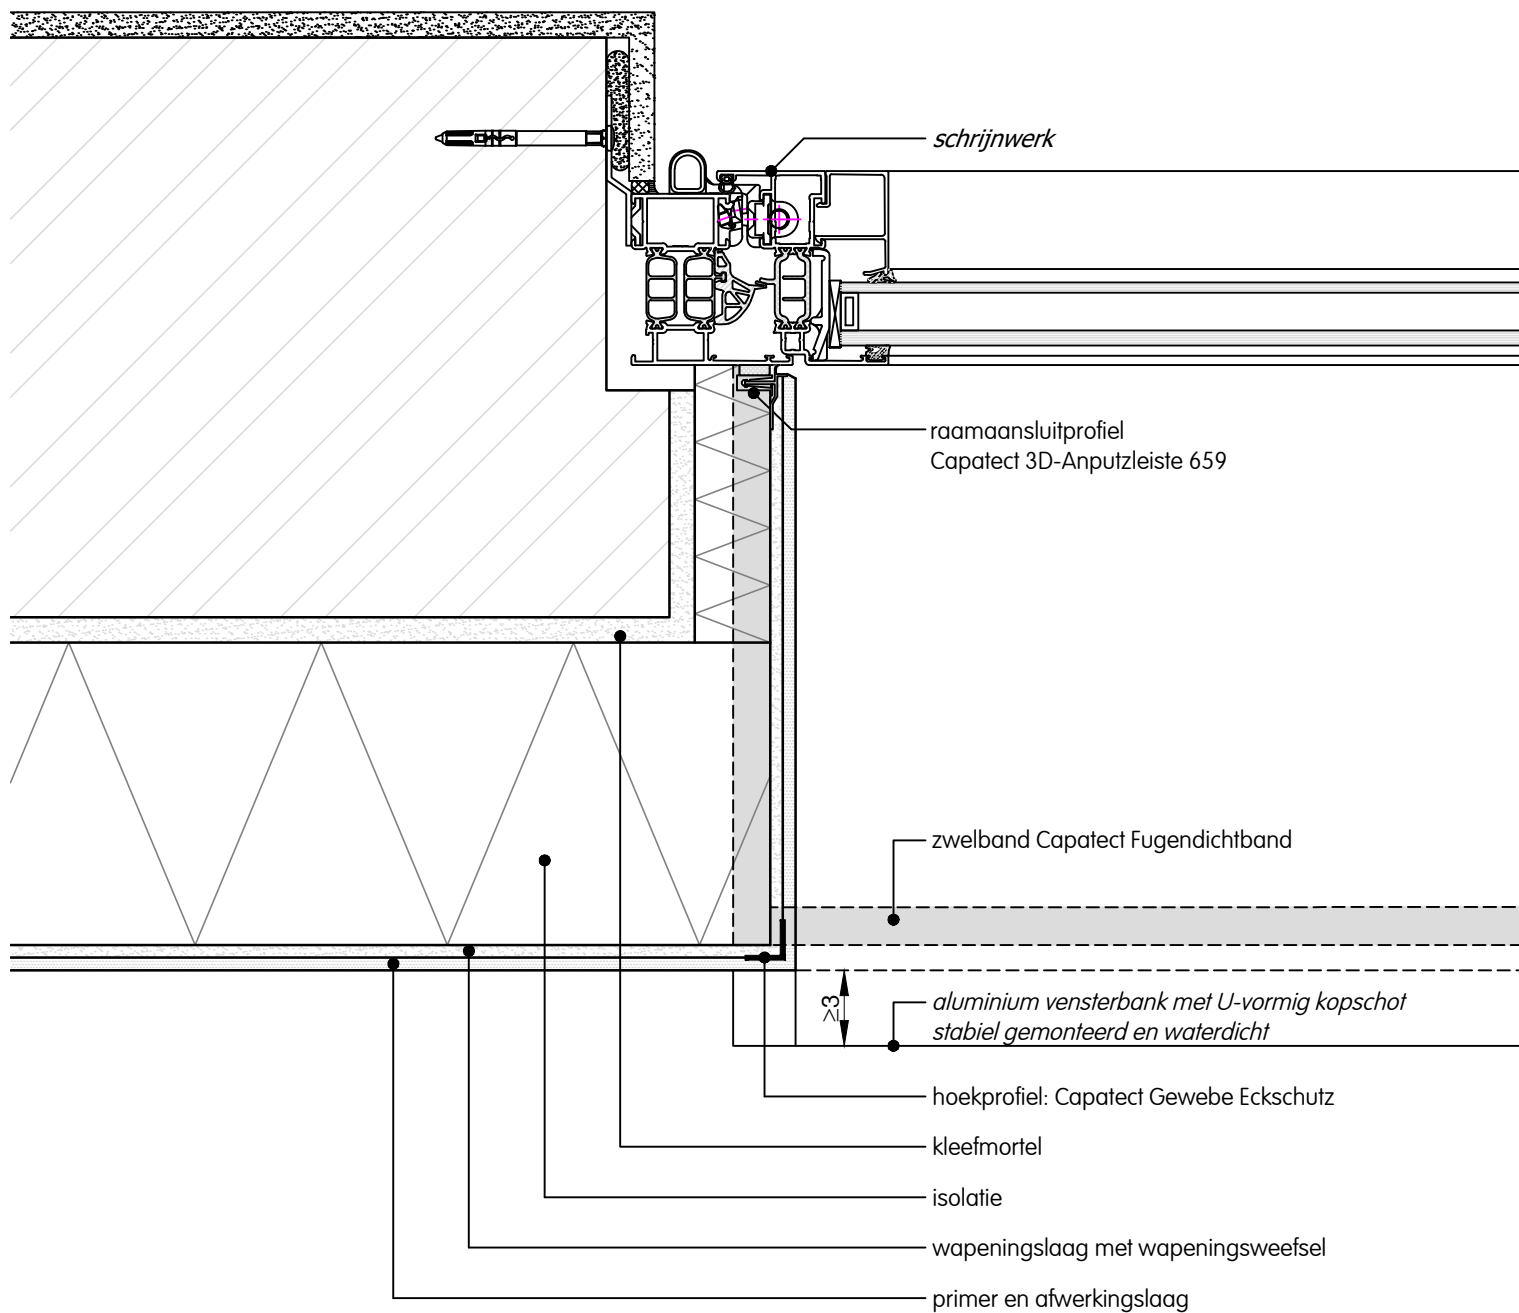 schrijnwerk
raamaansluitprofiel
Capatect 3D-Anputzleiste 659
zwelband Capatect Fugendichtband
≥3
aluminium vensterbank met U-vormig kopschot
stabiel gemonteerd en waterdicht
hoekprofiel: Capatect Gewebe Eckschutz
kleefmortel
isolatie
wapeningslaag met wapeningsweefsel
primer en afwerkingslaag